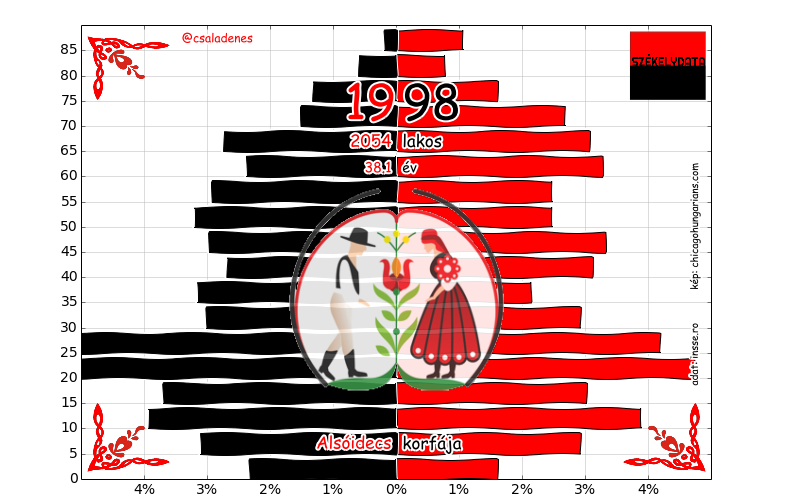 @csaladenes
SZÉKELYDATA
1998
2054 lakos
38.1 év
kép: chicagohungarians.com
adat: insse.ro
Alsóidecs korfája
85
80
75
70
65
60
55
50
45
40
35
30
25
20
15
10
5
0
4% 3% 2% 1% 0% 1% 2% 3% 4%